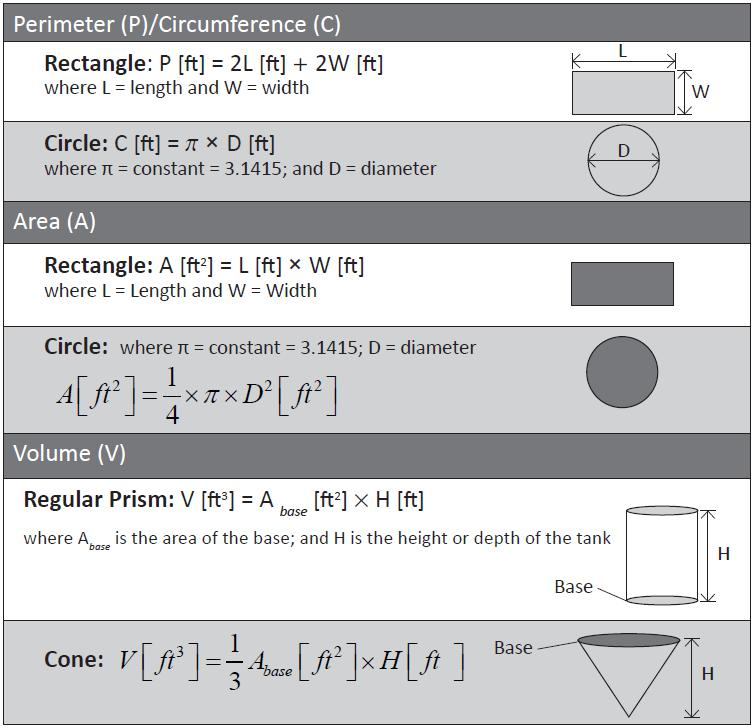 Perimeter (P)/Circumference (C)
Rectangle: P [ft] = 2L [ft] + 2W [ft]
where L = length and W = width
L
W
Circle: C [ft] = π × D [ft]
where π = constant = 3.1415; and D = diameter
D
Area (A)
Rectangle: A [ft²] = L [ft] × W [ft]
where L = Length and W = Width
Circle: where π = constant = 3.1415; D = diameter
A[ft²] = 1/4 × π × D²[ft²]
Volume (V)
Regular Prism: V [ft³] = A base [ft²] × H [ft]
where A base is the area of the base; and H is the height or depth of the tank
H
Base
Cone: V[ft³] = 1/3 A base [ft²] × H[ft ]
Base
H